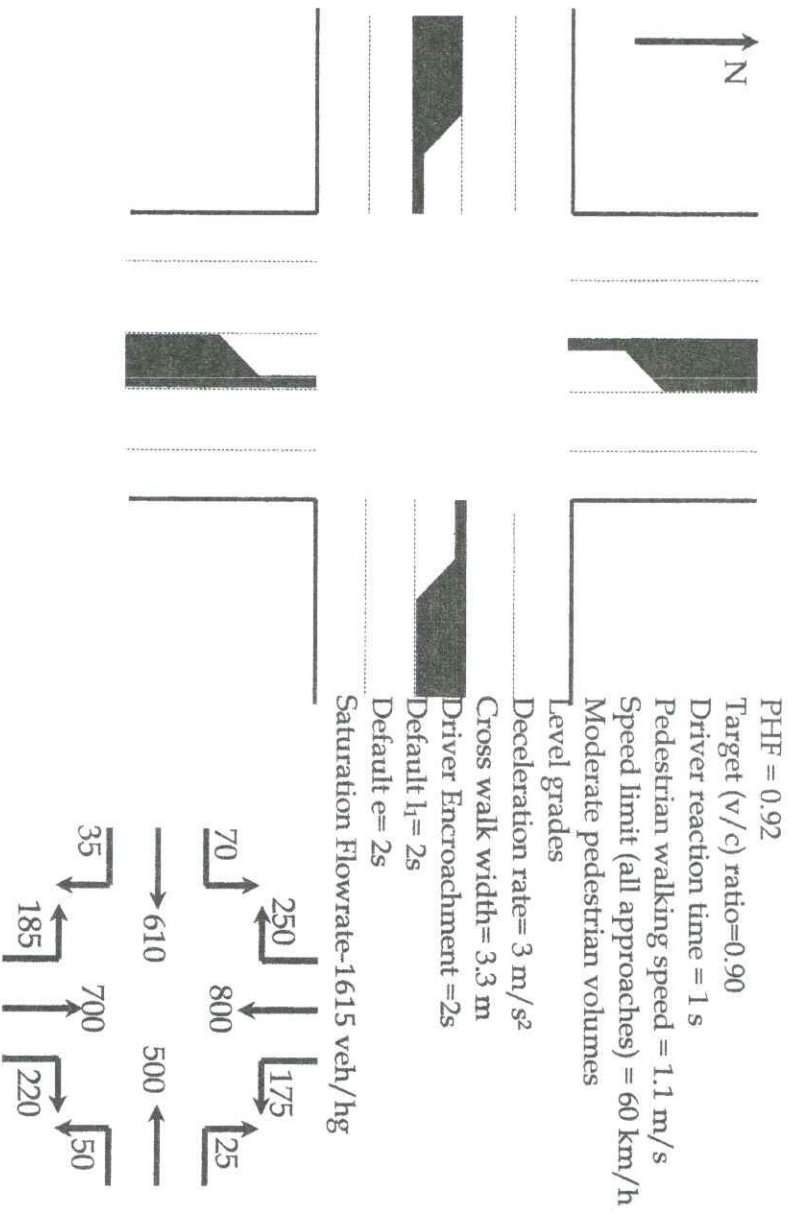 N
PHF = 0.92
Target (v/c) ratio=0.90
Driver reaction time = 1 s
Pedestrian walking speed = 1.1 m/s
Speed limit (all approaches) = 60 km/h
Moderate pedestrian volumes
Level grades
Deceleration rate= 3 m/s²
Cross walk width= 3.3 m
Driver Encroachment =2s
Default l₁= 2s
Default e= 2s
Saturation Flowrate-1615 veh/hg
250
800
175
70
25
610
500
35
50
185
700
220